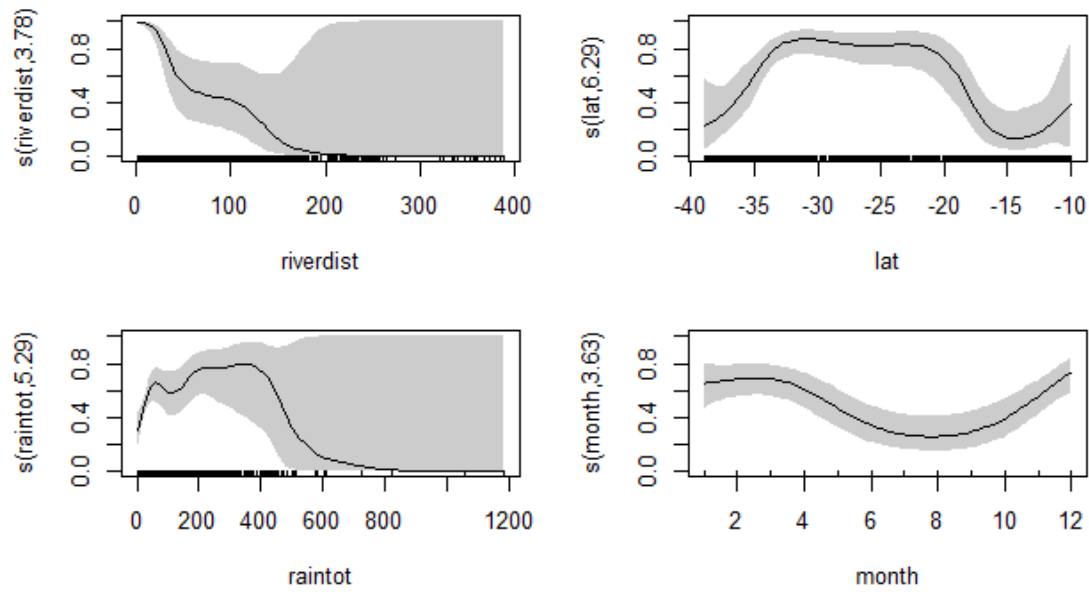 s(riverdist,3.78)
0.0 0.4 0.8
0 100 200 300 400
riverdist
s(lat,6.29)
0.0 0.4 0.8
-40 -35 -30 -25 -20 -15 -10
lat
s(raintot,5.29)
0.0 0.4 0.8
0 200 400 600 800 1200
raintot
s(month,3.63)
0.0 0.4 0.8
2 4 6 8 10 12
month